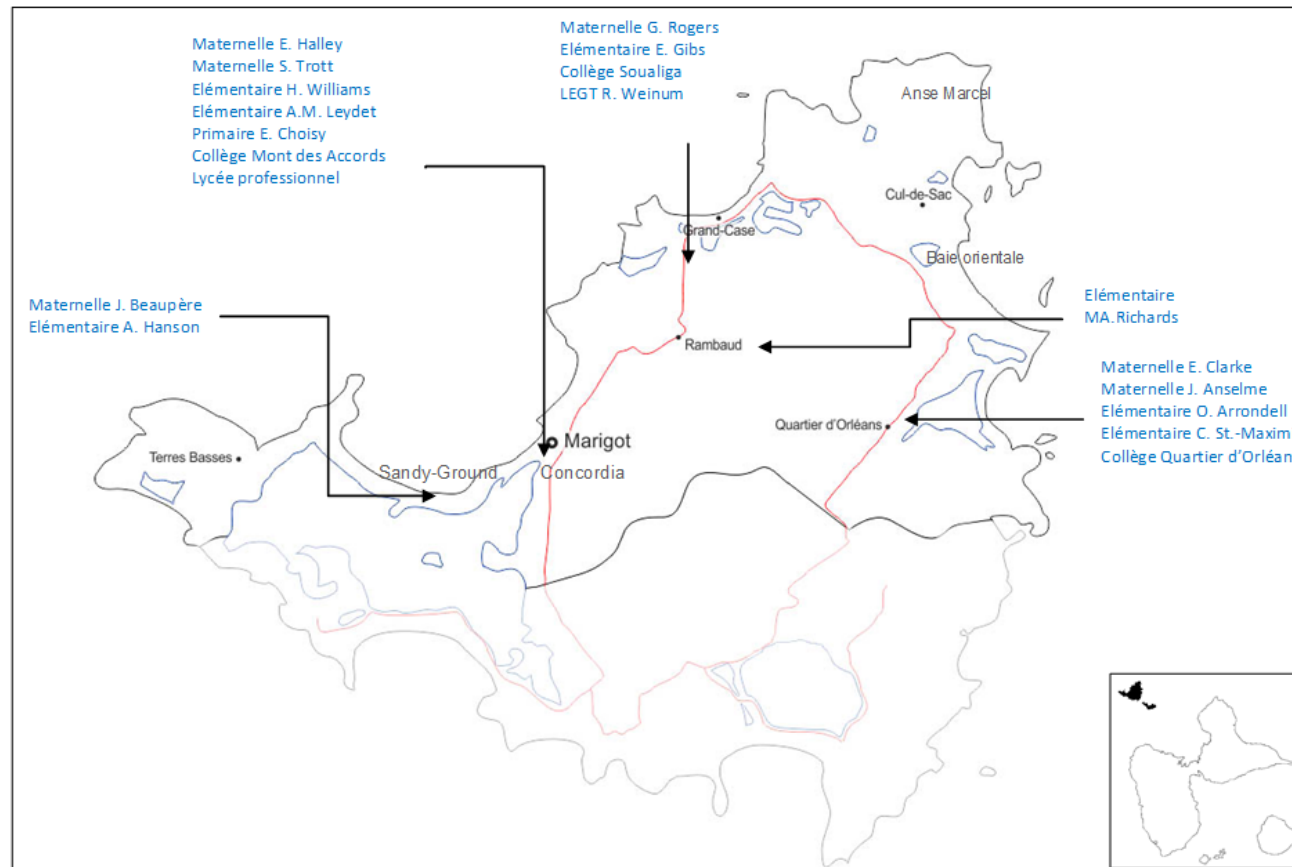 Maternelle E. Halley
Maternelle S. Trott
Elémentaire H. Williams
Elémentaire A.M. Leydet
Primaire E. Choisy
Collège Mont des Accords
Lycée professionnel
Maternelle G. Rogers
Elémentaire E. Gibs
Collège Soualiga
LEGT R. Weinum
Anse Marcel
Cul-de-Sac
Grand-Case
Baie orientale
Maternelle J. Beaupère
Elémentaire A. Hanson
Elémentaire
MA.Richards
Rambaud
Maternelle E. Clarke
Maternelle J. Anselme
Elémentaire O. Arrondell
Elémentaire C. St.-Maxim
Collège Quartier d'Orléan
Quartier d'Orléans
Marigot
Terres Basses
Sandy-Ground
Concordia